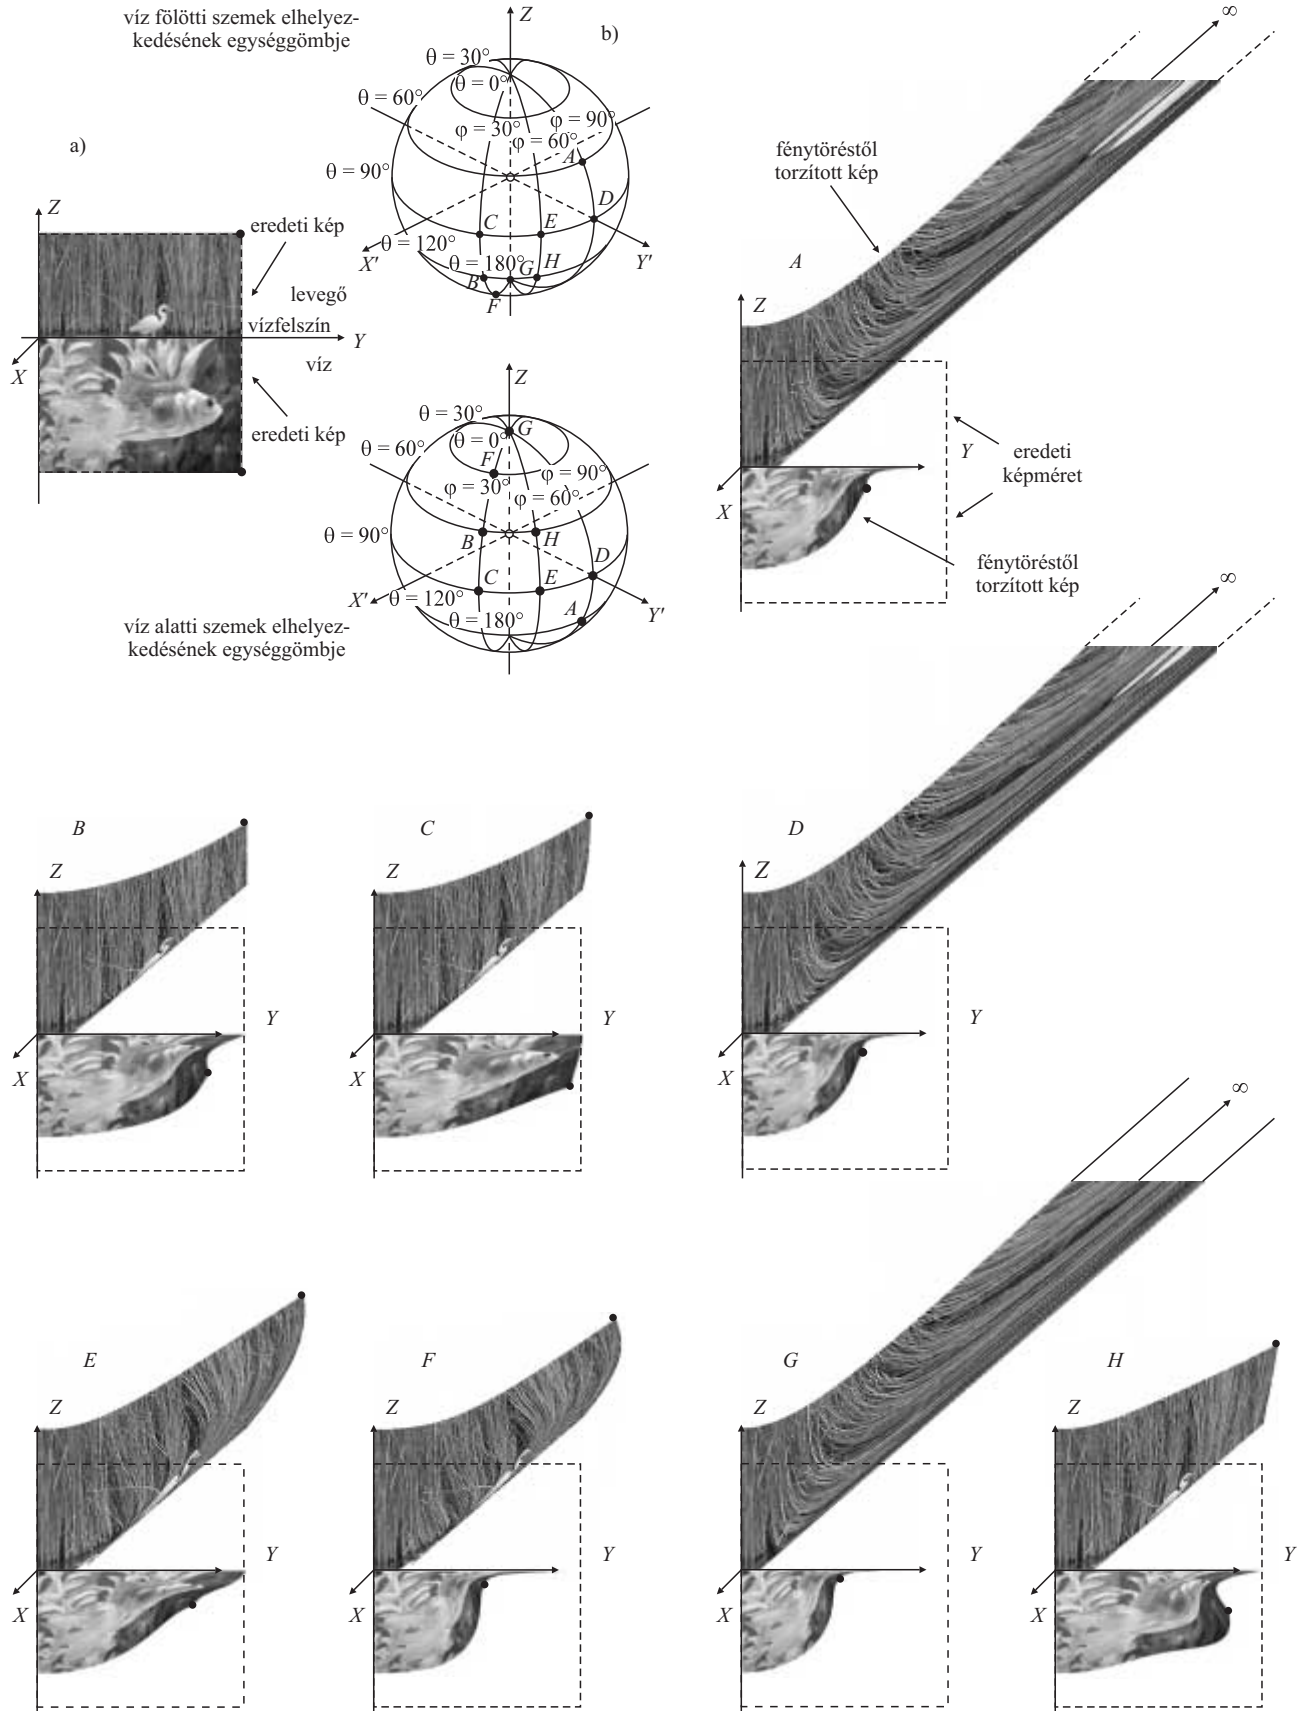 víz fölötti szemek elhelyez-
kedésének egységgömbje
a)
Z
eredeti kép
levegő
vízfelszín
Y
víz
X
eredeti kép
b)
Z
θ = 30°
θ = 0°
θ = 60°
φ = 90°
φ = 30°
φ = 60°
A
θ = 90°
D
C
E
θ = 120°
X'
Y'
θ = 180°
G
H
B
F
Z
θ = 30°
G
θ = 0°
θ = 60°
F
φ = 90°
φ = 30°
φ = 60°
θ = 90°
B
H
D
C
E
X'
θ = 120°
A
Y'
θ = 180°
víz alatti szemek elhelyez-
kedésének egységgömbje
∞
fénytöréstől
torzított kép
A
Z
Y
eredeti
képméret
X
fénytöréstől
torzított kép
B
Z
Y
X
C
Z
Y
X
∞
D
Z
Y
X
E
Z
Y
X
F
Z
Y
X
∞
G
Z
Y
X
H
Z
Y
X